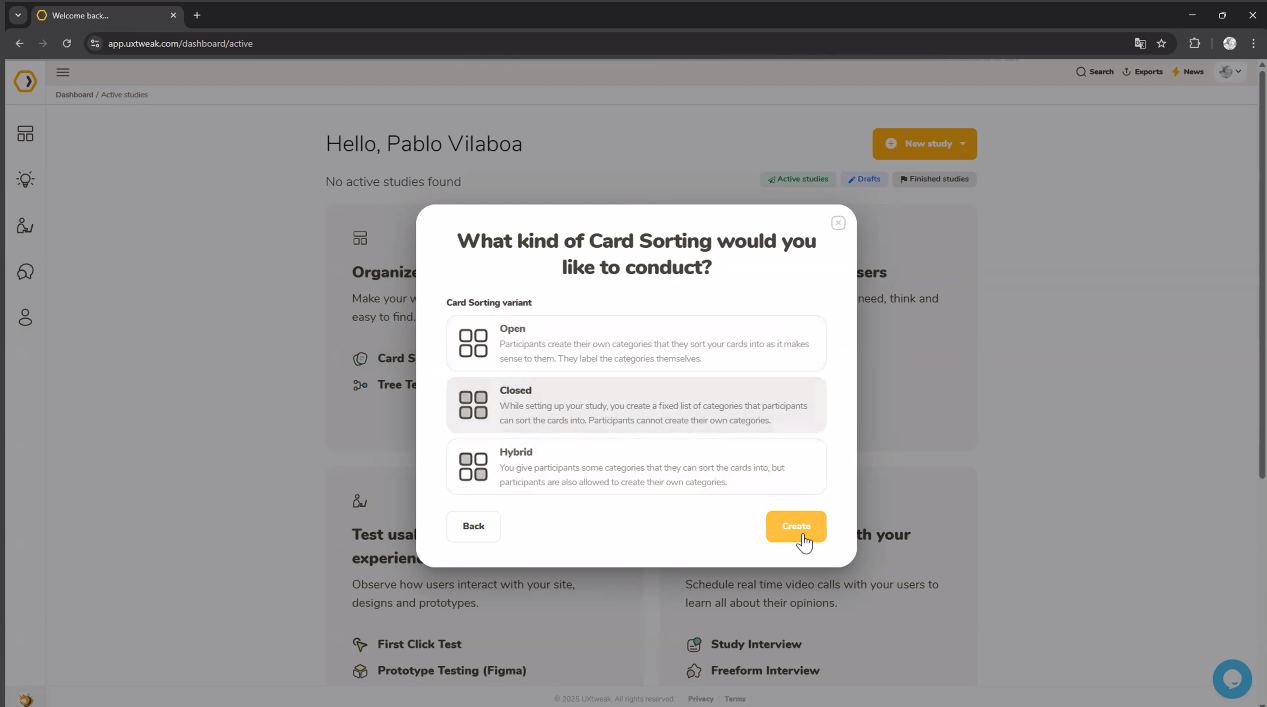 Welcome back...
app.uxtweak.com/dashboard/active
Search
Exports
News
Dashboard / Active studies
Hello, Pablo Vilaboa
New study
No active studies found
Active studies
Drafts
Finished studies
What kind of Card Sorting would you
like to conduct?
Card Sorting variant
Open
Participants create their own categories that they sort your cards into as it makes
sense to them. They label the categories themselves.
Closed
While setting up your study, you create a fixed list of categories that participants
can sort the cards into. Participants cannot create their own categories.
Hybrid
You give participants some categories that they can sort the cards into, but
participants are also allowed to create their own categories.
Back
Create
Organize
Make your w
easy to find.
Card S
Tree Te
sers
need, think and
Test usa
experien
Observe how users interact with your site,
designs and prototypes.
First Click Test
Prototype Testing (Figma)
th your
Schedule real time video calls with your users to
learn all about their opinions.
Study Interview
Freeform Interview
© 2025 UXtweak. All rights reserved.
Privacy
Terms